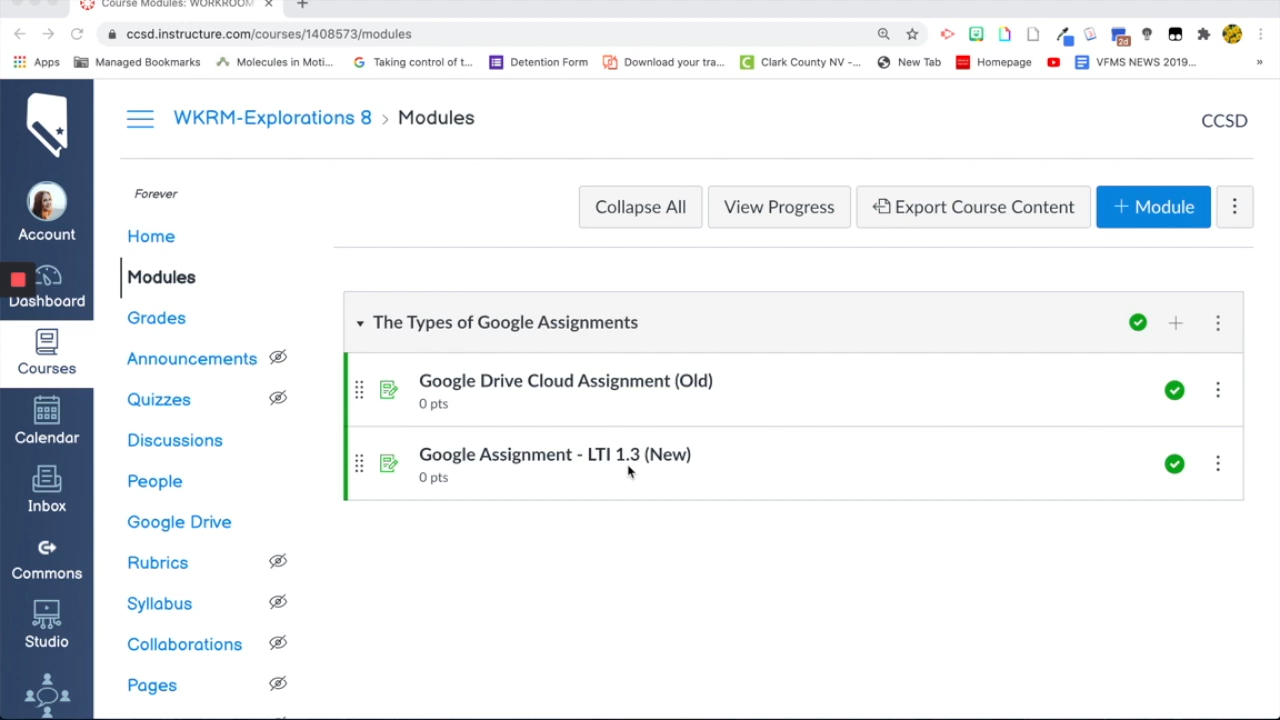 Course Modules: WORKROOM
ccsd.instructure.com/courses/1408573/modules
2d
Apps Managed Bookmarks Molecules in Moti... Taking control of t... Detention Form Download your tra... Clark County NV -... New Tab Homepage VFMS NEWS 2019... »
WKRM-Explorations 8 > Modules
CCSD
Forever
Collapse All View Progress Export Course Content + Module
Account
Home
Modules
Dashboard
Grades
The Types of Google Assignments
Announcements
Courses
Google Drive Cloud Assignment (Old)
0 pts
Quizzes
Calendar
Discussions
Google Assignment - LTI 1.3 (New)
0 pts
People
Inbox
Google Drive
Rubrics
Commons
Syllabus
Studio
Collaborations
Pages